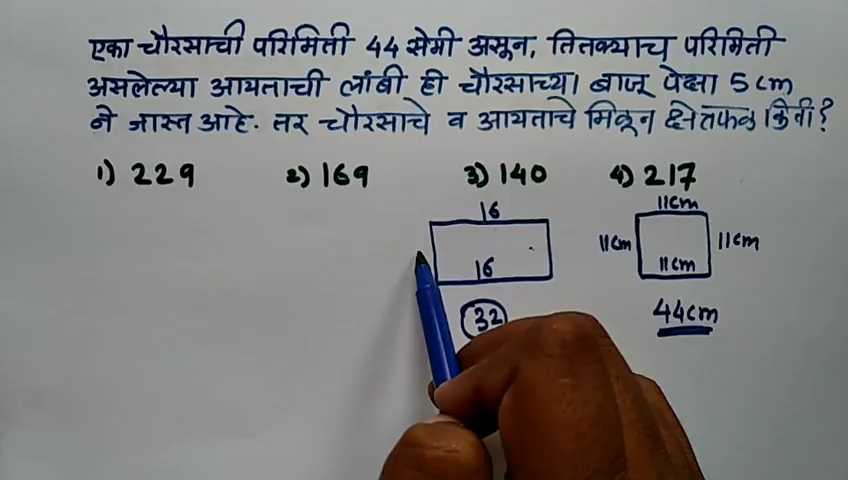 एका चौरसाची परिमिती 44 सेमी असून, तितक्याच परिमिती
असलेल्या आयताची लांबी ही चौरसाच्या बाजू पेक्षा 5 cm
ने जास्त आहे. तर चौरसाचे व आयताचे मिळून क्षेत्रफळ किती?
1) 229 2) 169 3) 140 4) 217
16 11cm
11cm 11cm
16 11cm
32 44cm